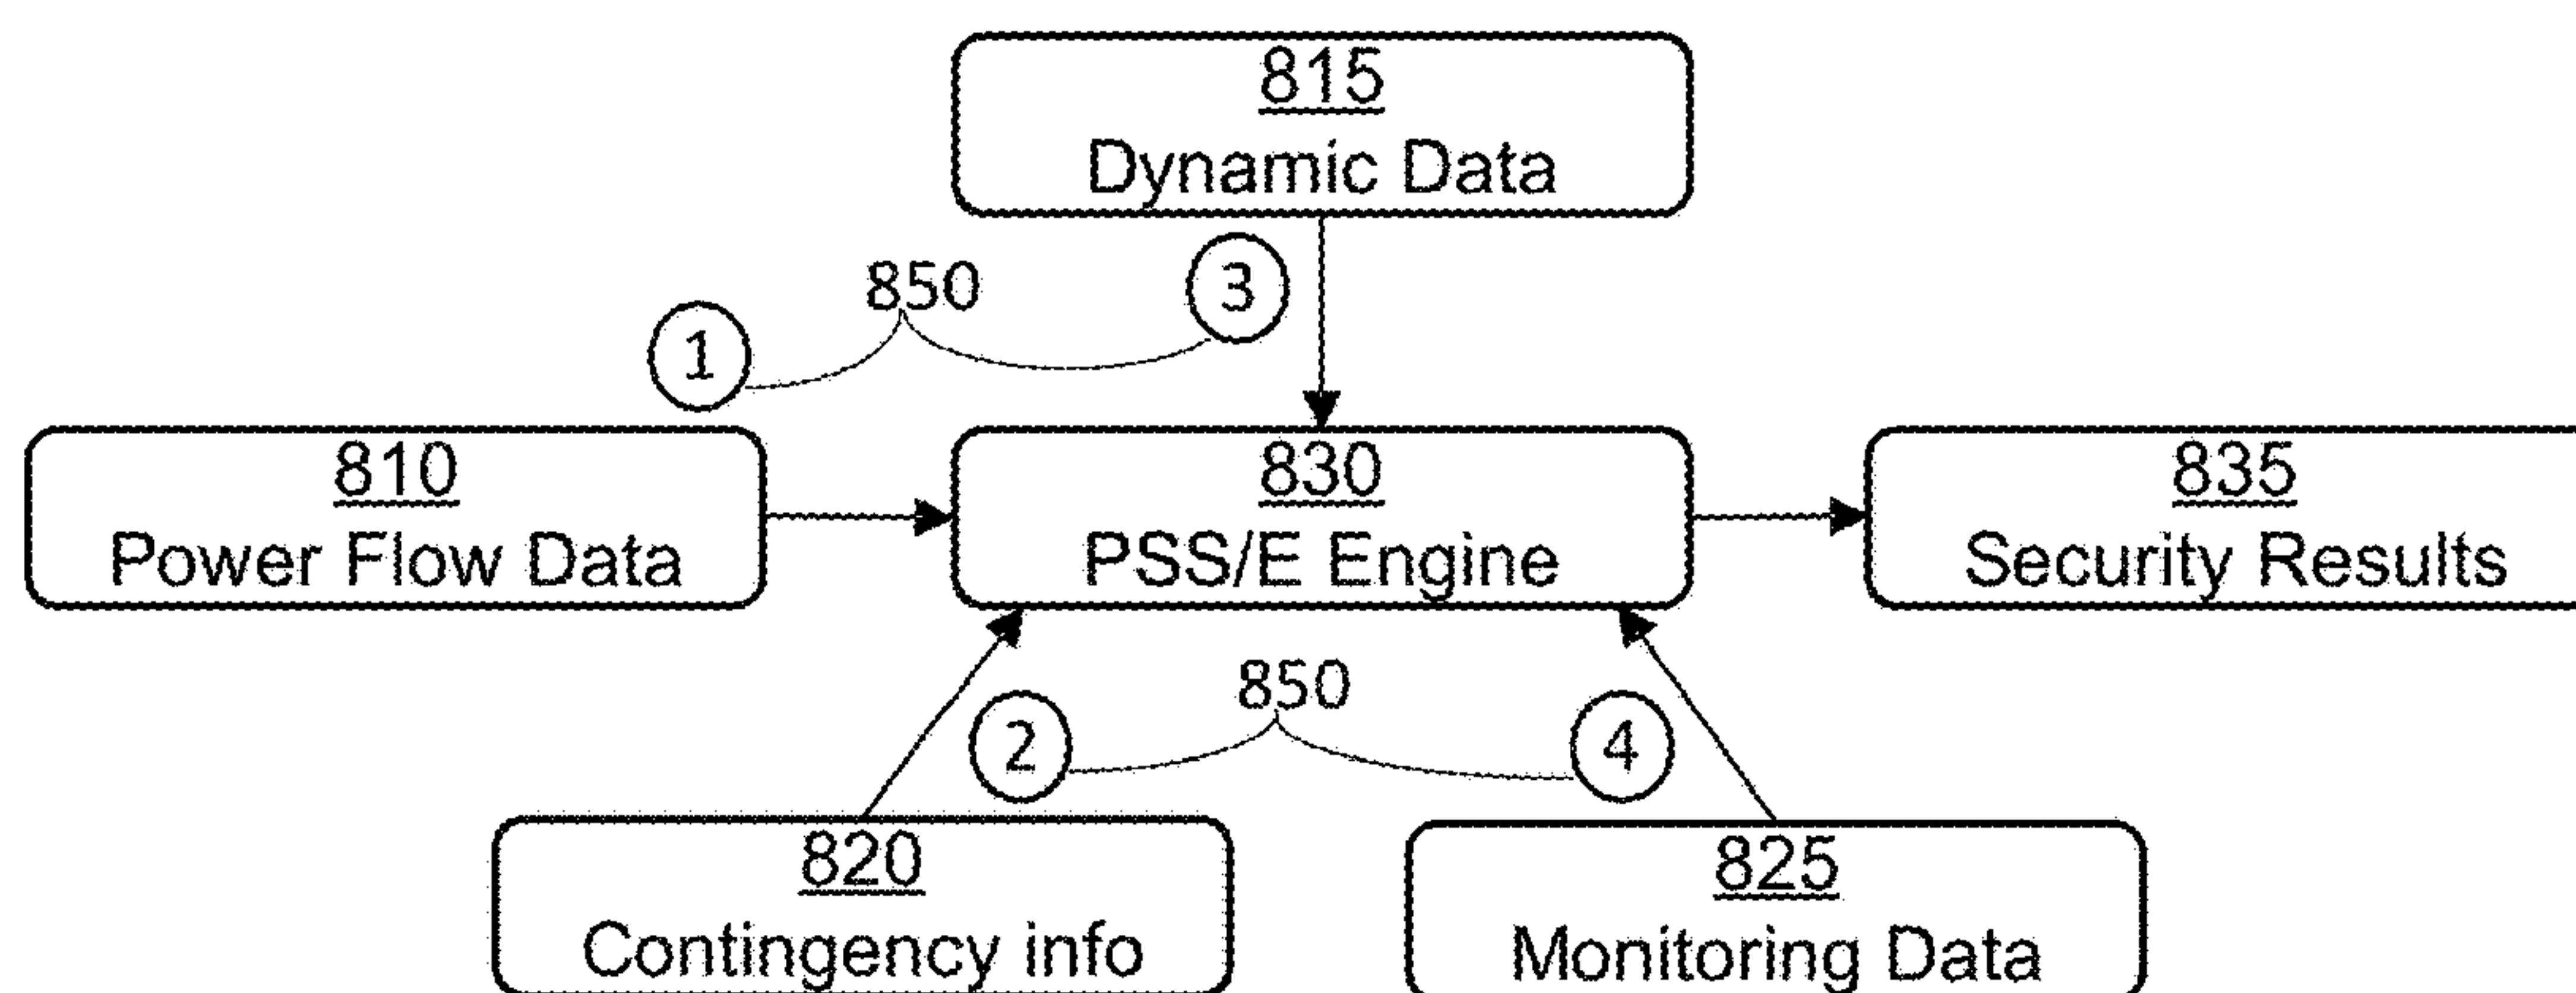 815
Dynamic Data
850
3
1
810
Power Flow Data
830
PSS/E Engine
835
Security Results
850
2
4
820
Contingency info
825
Monitoring Data